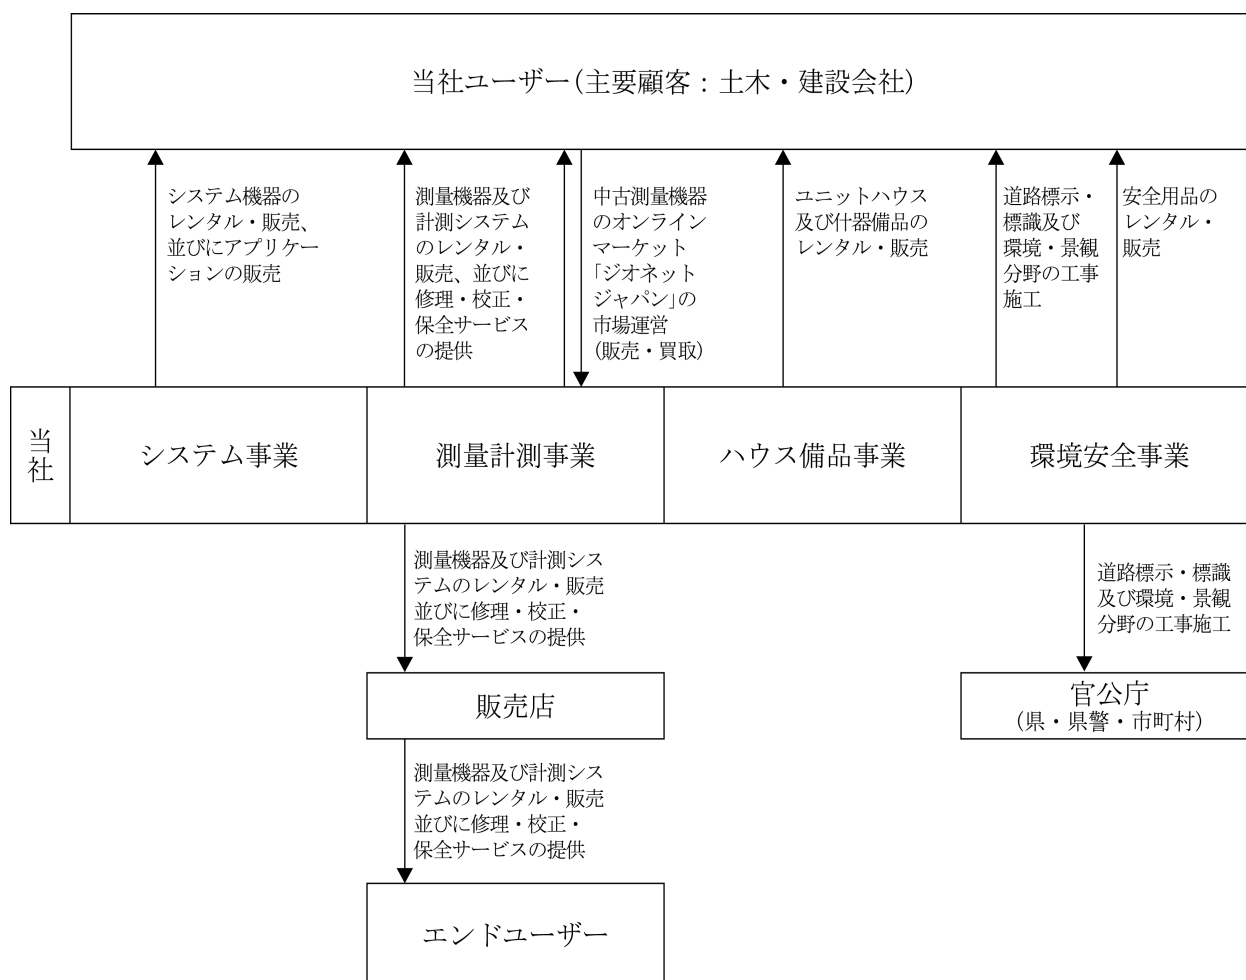 当社ユーザー(主要顧客：土木・建設会社)
システム機器の
レンタル・販売、
並びにアプリケー
ションの販売
測量機器及び
計測システム
のレンタル・
販売、並びに
修理・校正・
保全サービス
の提供
中古測量機器
のオンライン
マーケット
「ジオネット
ジャパン」の
市場運営
(販売・買取)
ユニットハウス
及び什器備品の
レンタル・販売
道路標示・
標識及び
環境・景観
分野の工事
施工
安全用品の
レンタル・
販売
当社
システム事業
測量計測事業
ハウス備品事業
環境安全事業
測量機器及び計測シス
テムのレンタル・販売
並びに修理・校正・
保全サービスの提供
道路標示・標識
及び環境・景観
分野の工事施工
販売店
官公庁
(県・県警・市町村)
測量機器及び計測シス
テムのレンタル・販売
並びに修理・校正・
保全サービスの提供
エンドユーザー